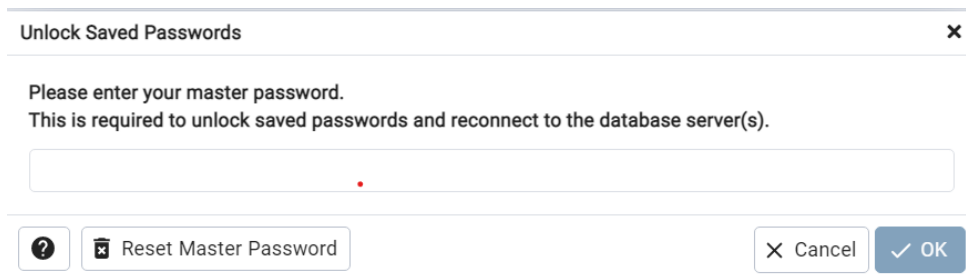 Unlock Saved Passwords
Please enter your master password.
This is required to unlock saved passwords and reconnect to the database server(s).
Reset Master Password
Cancel
OK